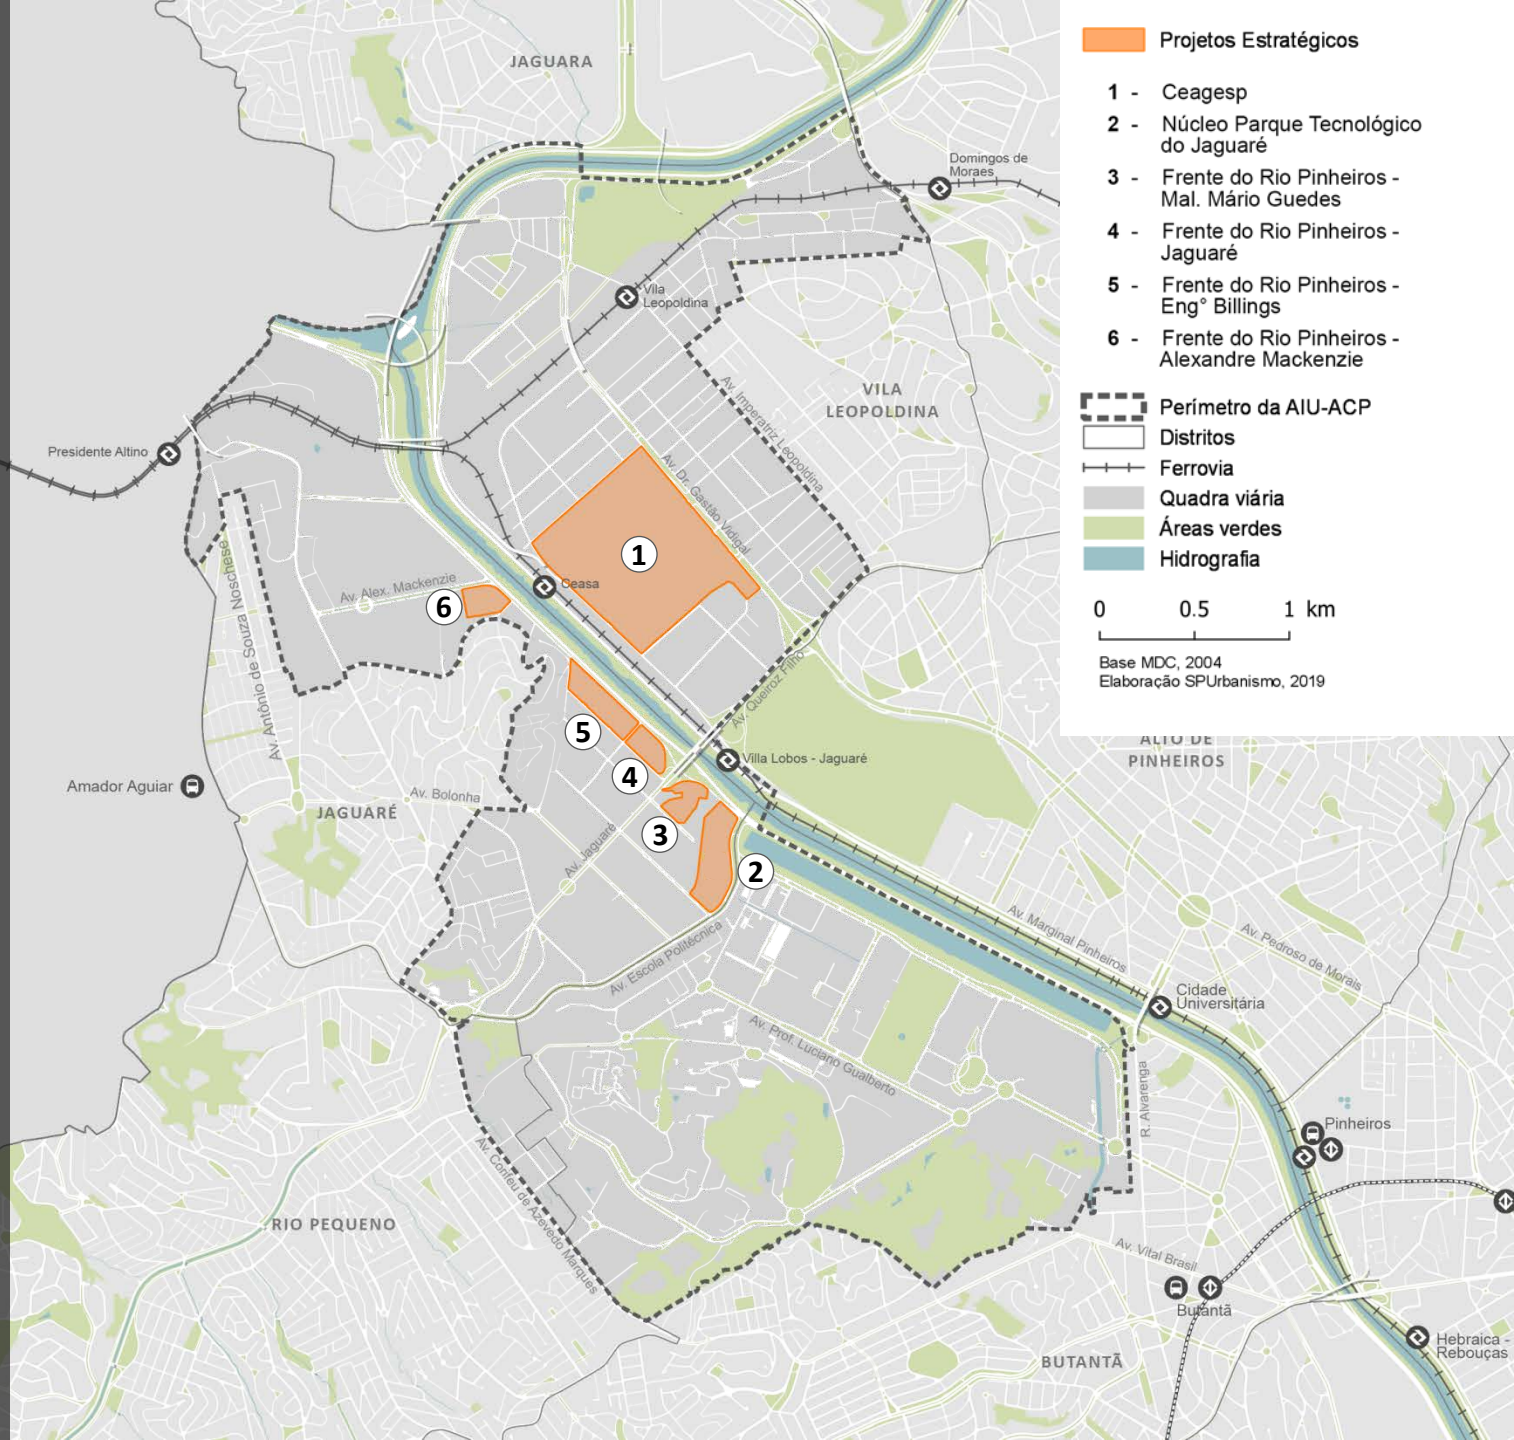 Projetos Estratégicos
1 - Ceagesp
2 - Núcleo Parque Tecnológico
do Jaguaré
3 - Frente do Rio Pinheiros -
Mal. Mário Guedes
4 - Frente do Rio Pinheiros -
Jaguaré
5 - Frente do Rio Pinheiros -
Eng° Billings
6 - Frente do Rio Pinheiros -
Alexandre Mackenzie
Perímetro da AIU-ACP
Distritos
Ferrovia
Quadra viária
Áreas verdes
Hidrografia
0 0.5 1 km
Base MDC, 2004
Elaboração SPUrbanismo, 2019
JAGUARA
Domingos de
Moraes
Vila
Leopoldina
VILA
LEOPOLDINA
Av. Imperatriz Leopoldina
Presidente Altino
Av. Dr. Gastão Vidigal
1
Ceasa
Av. Alex. Mackenzie
6
Av. Antônio de Souza Noschese
Av. Queiroz Filho
5
4
Villa Lobos - Jaguaré
ALTO DE
PINHEIROS
Amador Aguiar
Av. Bolonha
JAGUARÉ
3
Av. Jaguaré
2
Av. Escola Politécnica
Av. Marginal Pinheiros
Av. Pedroso de Morais
Cidade
Universitária
Av. Prof. Luciano Gualberto
R. Alvarenga
Pinheiros
Av. Corifeu de Azevedo Marques
RIO PEQUENO
Av. Vital Brasil
Butantã
Hebraica -
Rebouças
BUTANTÃ